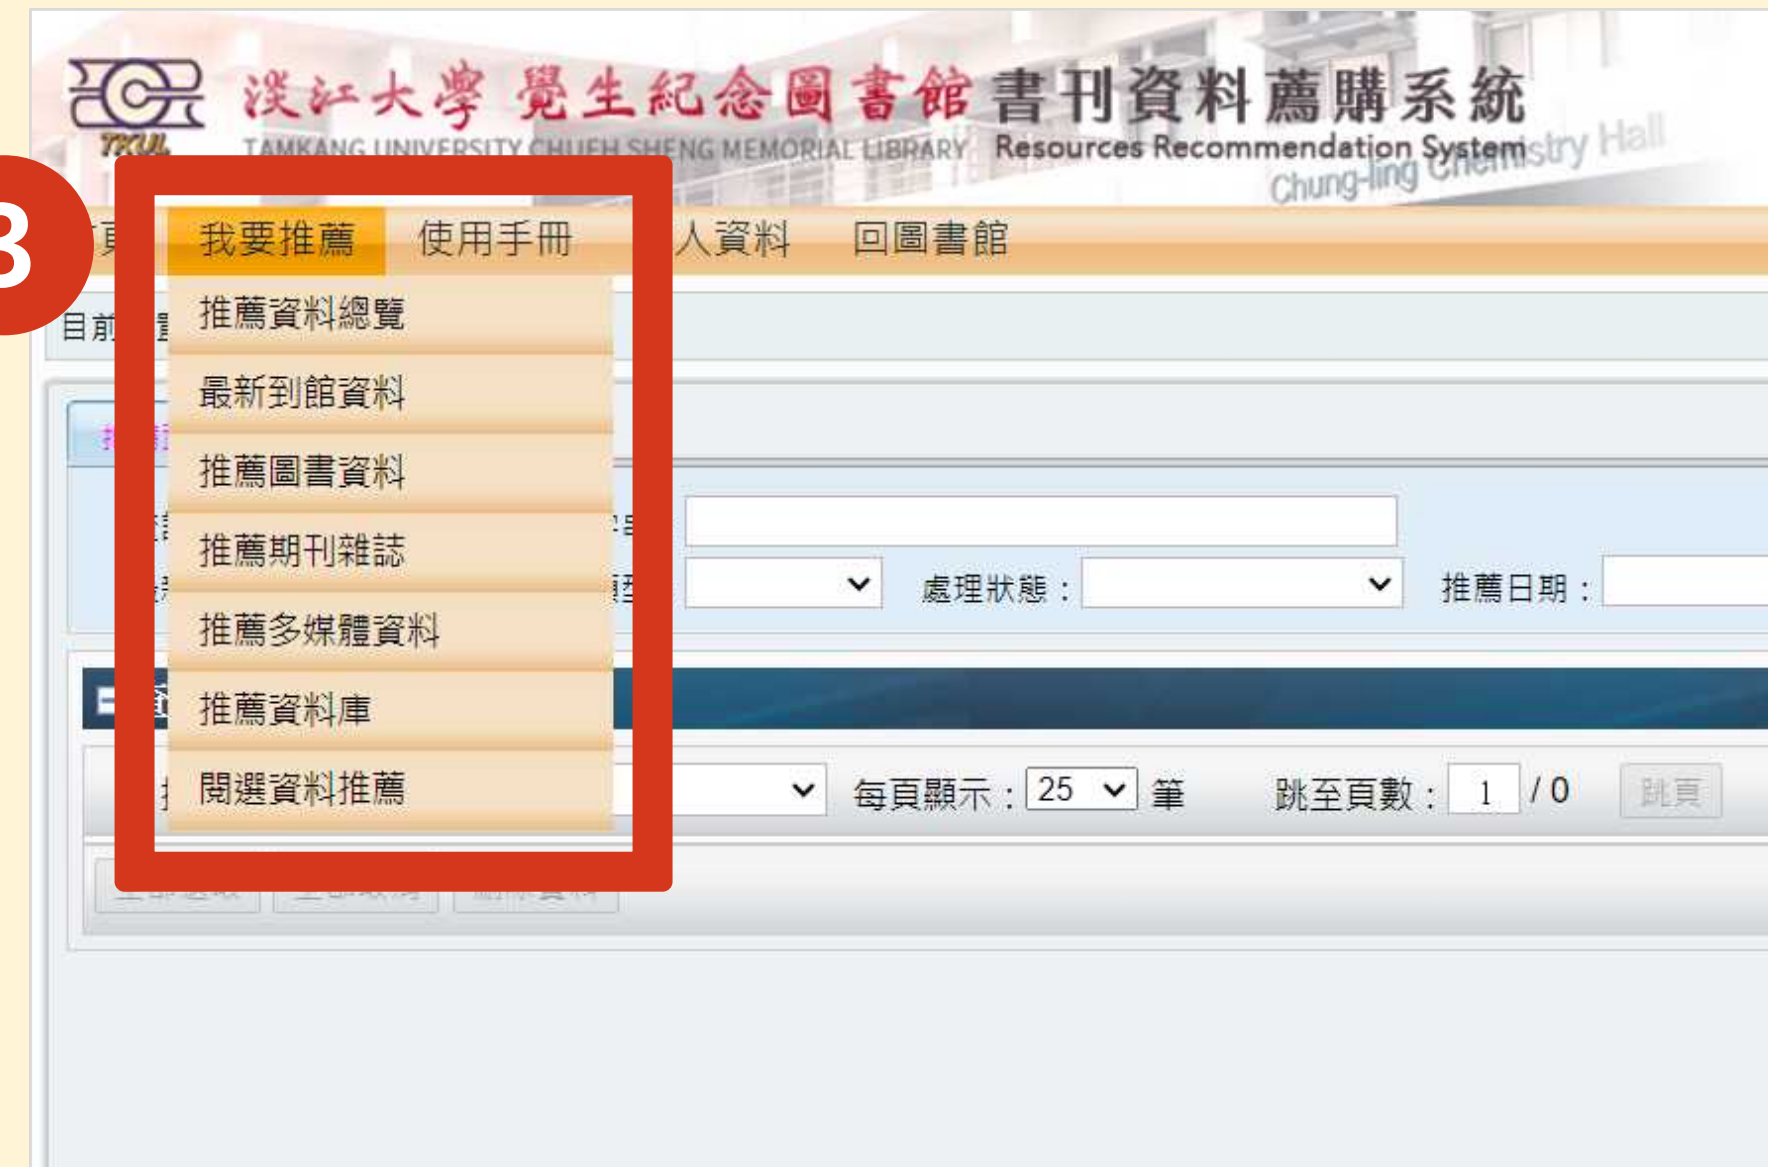 淡江大學 覺生紀念圖書館 書刊資料薦購系統
TKUL TAMKANG UNIVERSITY CHUEH SHENG MEMORIAL LIBRARY Resources Recommendation System
Chung-ling Chemistry Hall
3
頁 我要推薦 使用手冊 人資料 回圖書館
目前
推薦資料總覽
最新到館資料
推薦圖書資料
推薦期刊雜誌
處理狀態： 推薦日期：
推薦多媒體資料
推薦資料庫
閱選資料推薦 每頁顯示：25 筆 跳至頁數： 1 / 0 跳頁